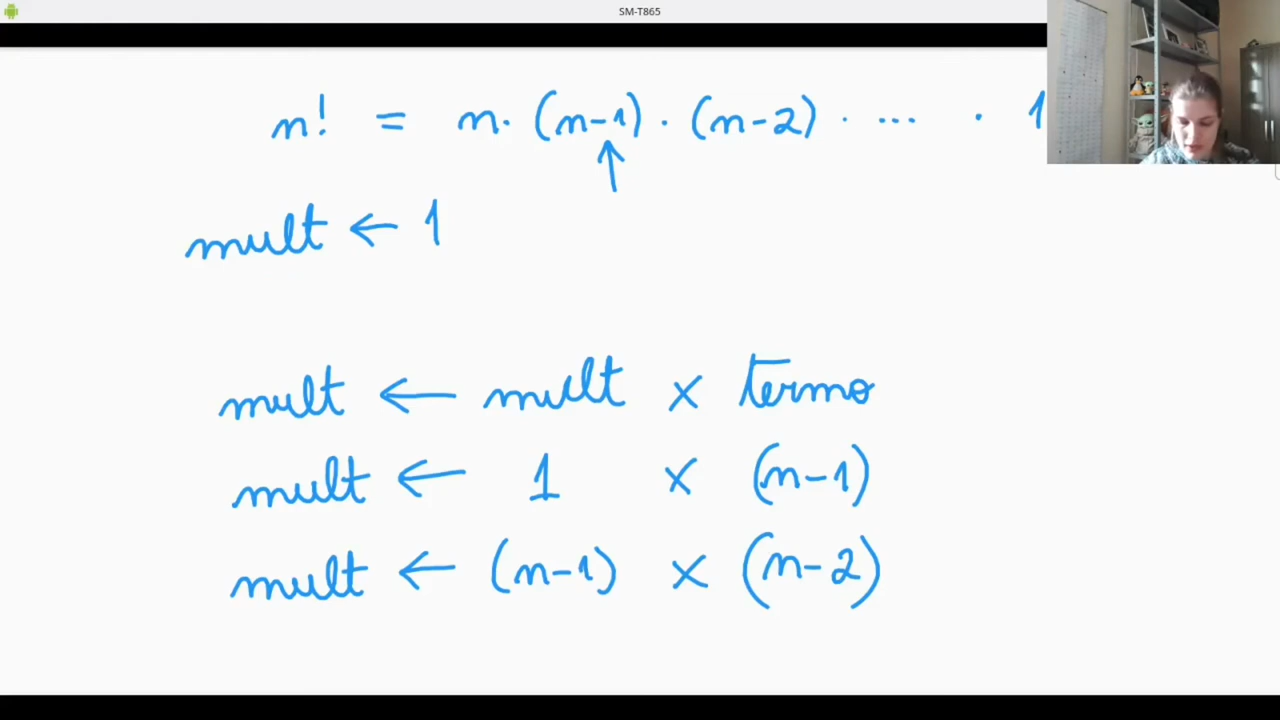 SM-T865
n! = n. (n-1) . (n-2) . ... . 1
mult ← 1
mult ← mult x termo
mult ← 1 x (n-1)
mult ← (n-1) x (n-2)